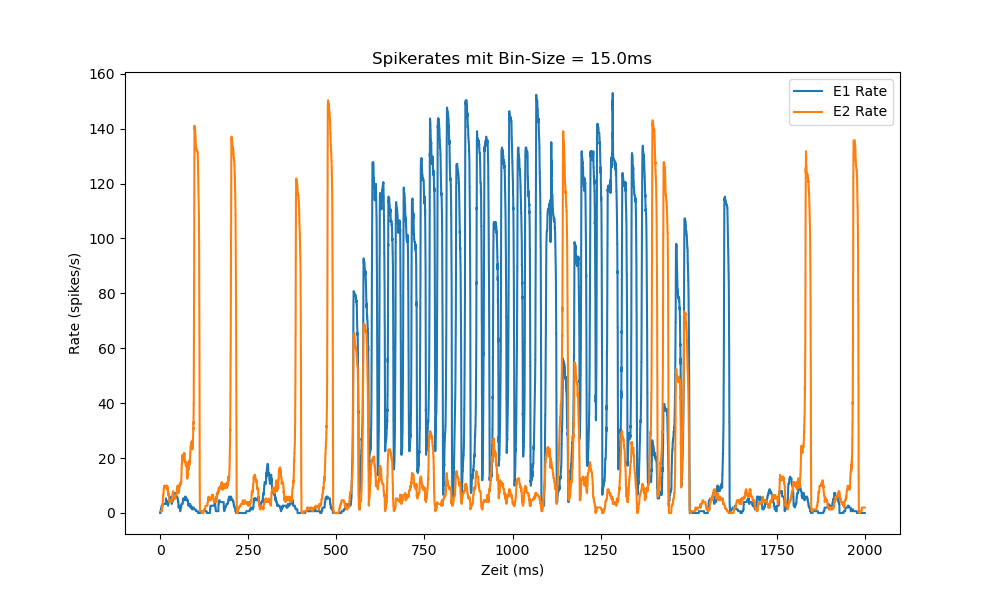 Spikerates mit Bin-Size = 15.0ms
160
140
120
100
80
60
40
20
0
Rate (spikes/s)
E1 Rate
E2 Rate
0 250 500 750 1000 1250 1500 1750 2000
Zeit (ms)